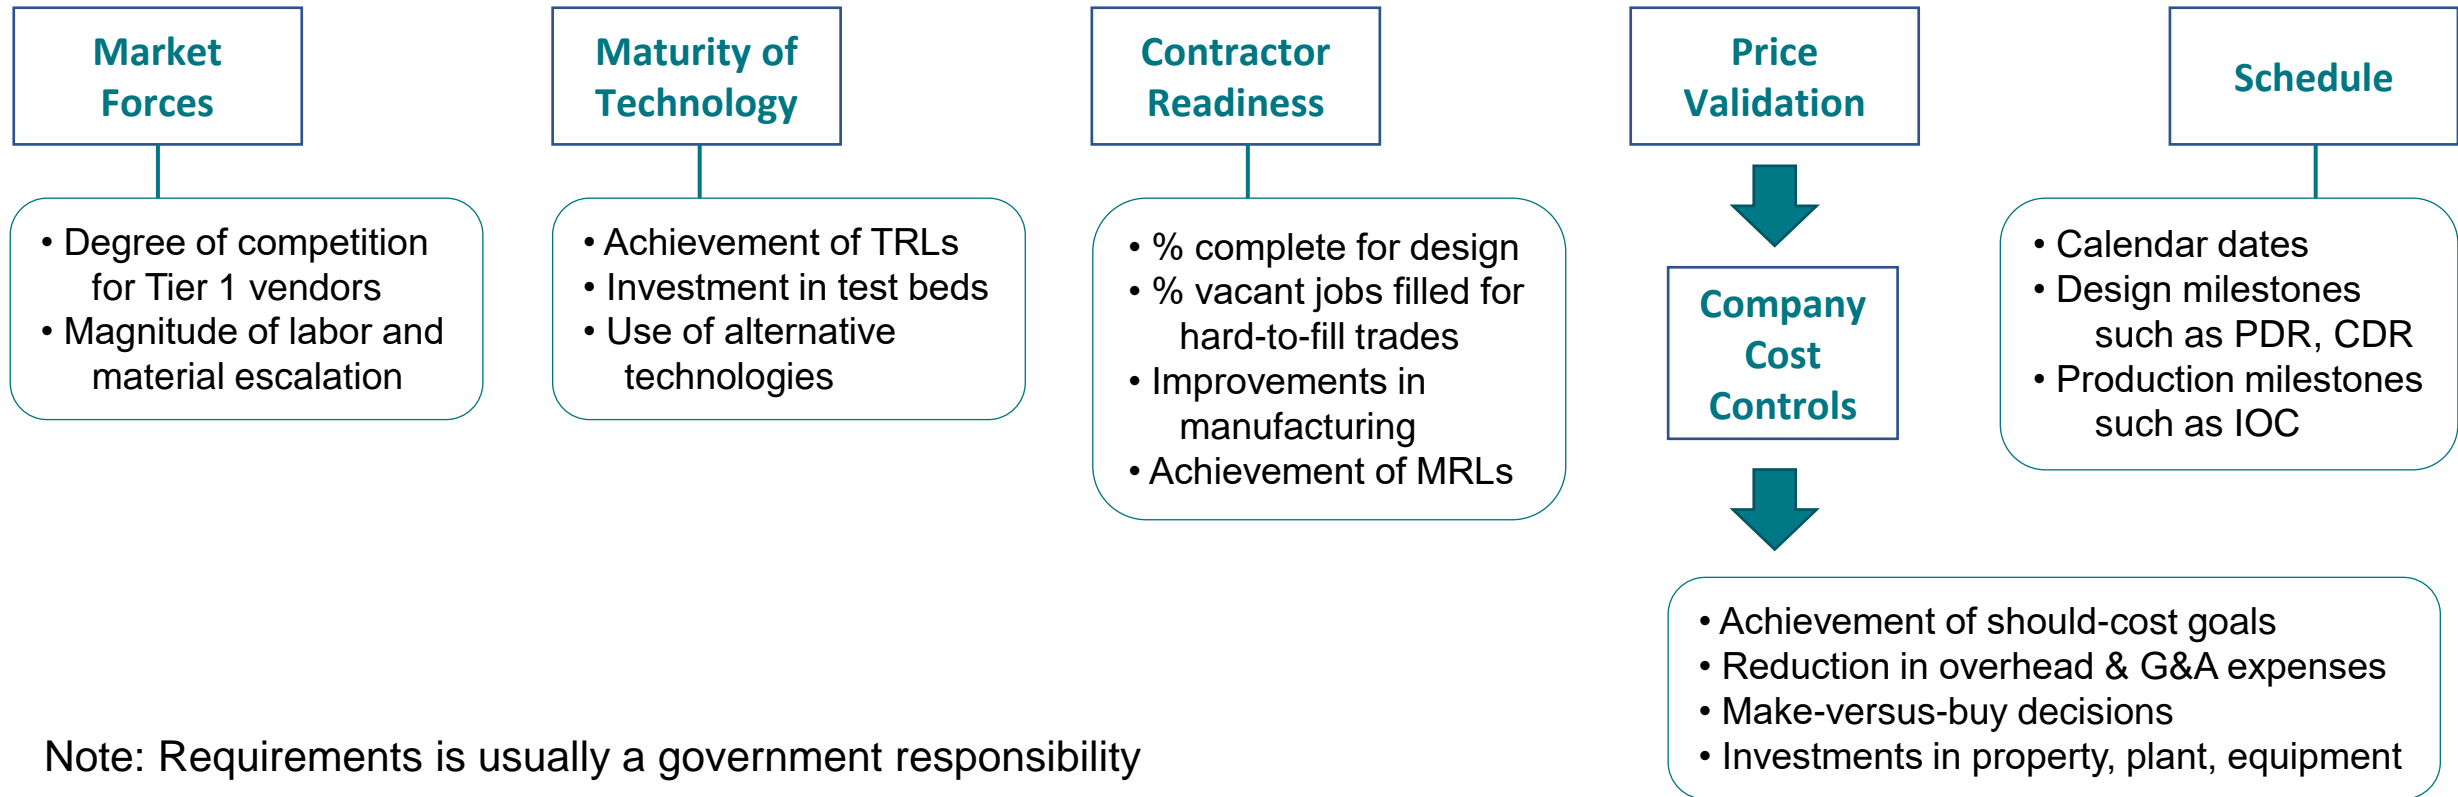 Market
Forces
• Degree of competition
for Tier 1 vendors
• Magnitude of labor and
material escalation
Maturity of
Technology
• Achievement of TRLs
• Investment in test beds
• Use of alternative
technologies
Contractor
Readiness
• % complete for design
• % vacant jobs filled for
hard-to-fill trades
• Improvements in
manufacturing
• Achievement of MRLs
Price
Validation
Company
Cost
Controls
• Achievement of should-cost goals
• Reduction in overhead & G&A expenses
• Make-versus-buy decisions
• Investments in property, plant, equipment
Schedule
• Calendar dates
• Design milestones
such as PDR, CDR
• Production milestones
such as IOC
Note: Requirements is usually a government responsibility